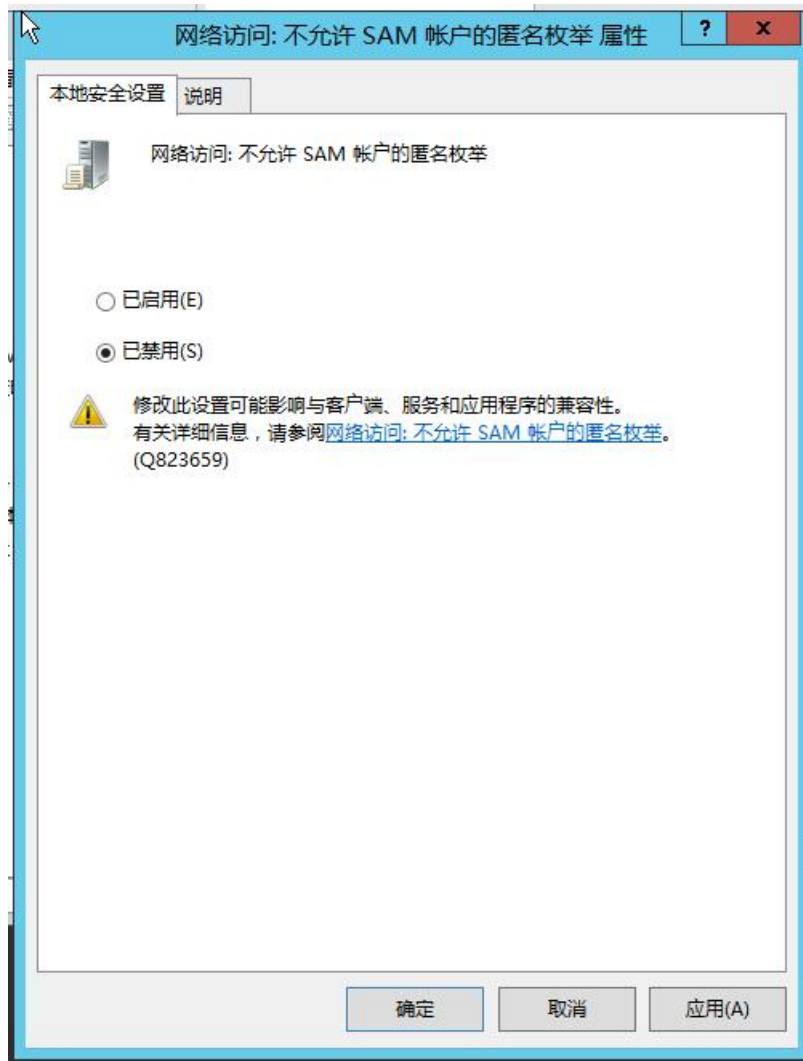 网络访问: 不允许 SAM 帐户的匿名枚举 属性
?
x
本地安全设置
说明
网络访问: 不允许 SAM 帐户的匿名枚举
已启用(E)
已禁用(S)
修改此设置可能影响与客户端、服务和应用程序的兼容性。
有关详细信息，请参阅网络访问: 不允许 SAM 帐户的匿名枚举。
(Q823659)
确定
取消
应用(A)